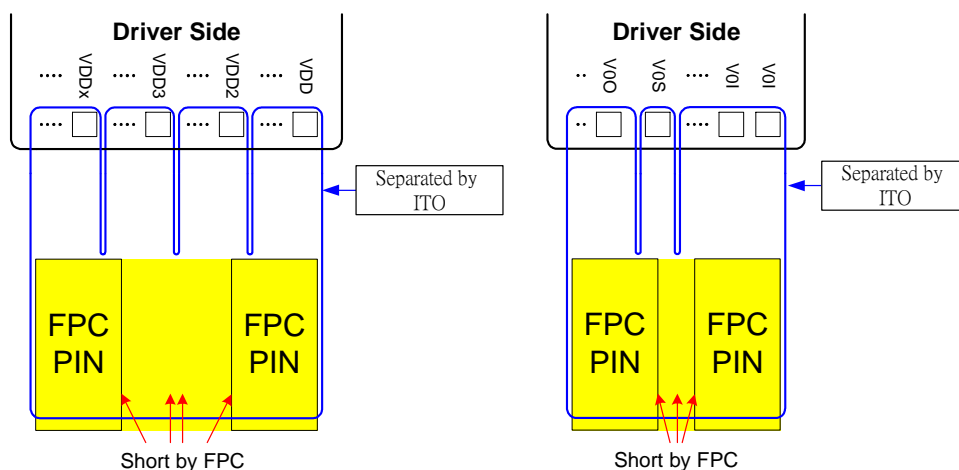 Driver Side
.... VDDx .... VDD3 .... VDD2 .... VDD
.... .... .... ....
Separated by
ITO
FPC
PIN
FPC
PIN
Short by FPC
Driver Side
.. V0O V0S .... V0I V0I
.. ....
Separated by
ITO
FPC
PIN
FPC
PIN
Short by FPC